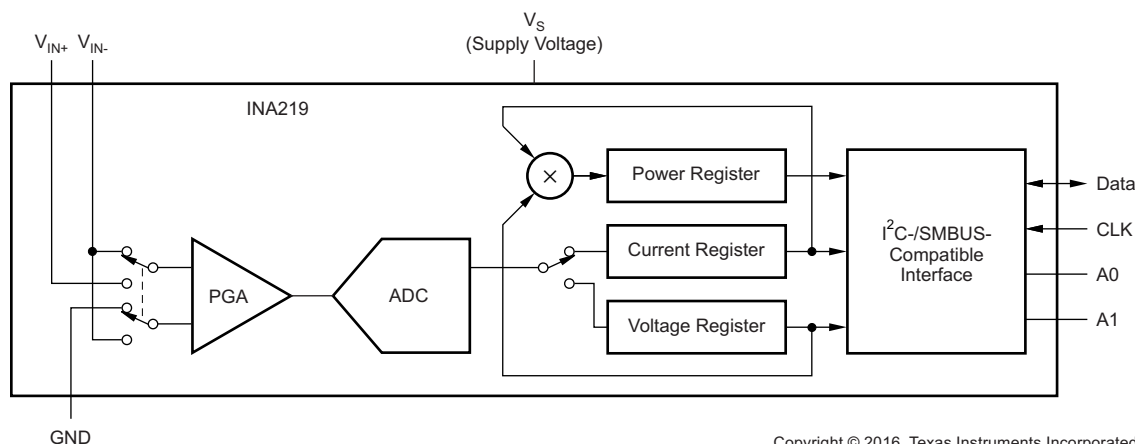 V_S
(Supply Voltage)
V_IN+
V_IN-
INA219
×
Power Register
Current Register
Voltage Register
I²C-/SMBUS-
Compatible
Interface
PGA
ADC
Data
CLK
A0
A1
GND
Copyright © 2016, Texas Instruments Incorporated